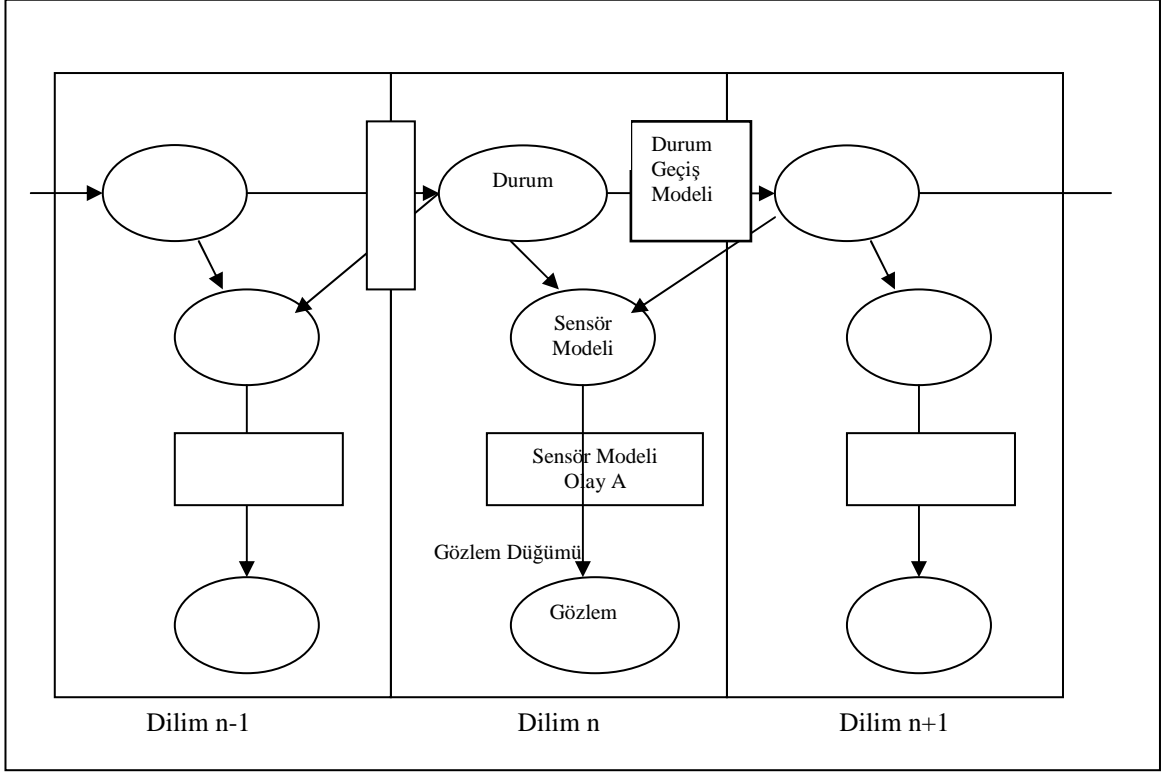 Durum
Durum
Geçiş
Modeli
Sensör
Modeli
Sensör Modeli
Olay A
Gözlem Düğümü
Gözlem
Dilim n-1
Dilim n
Dilim n+1